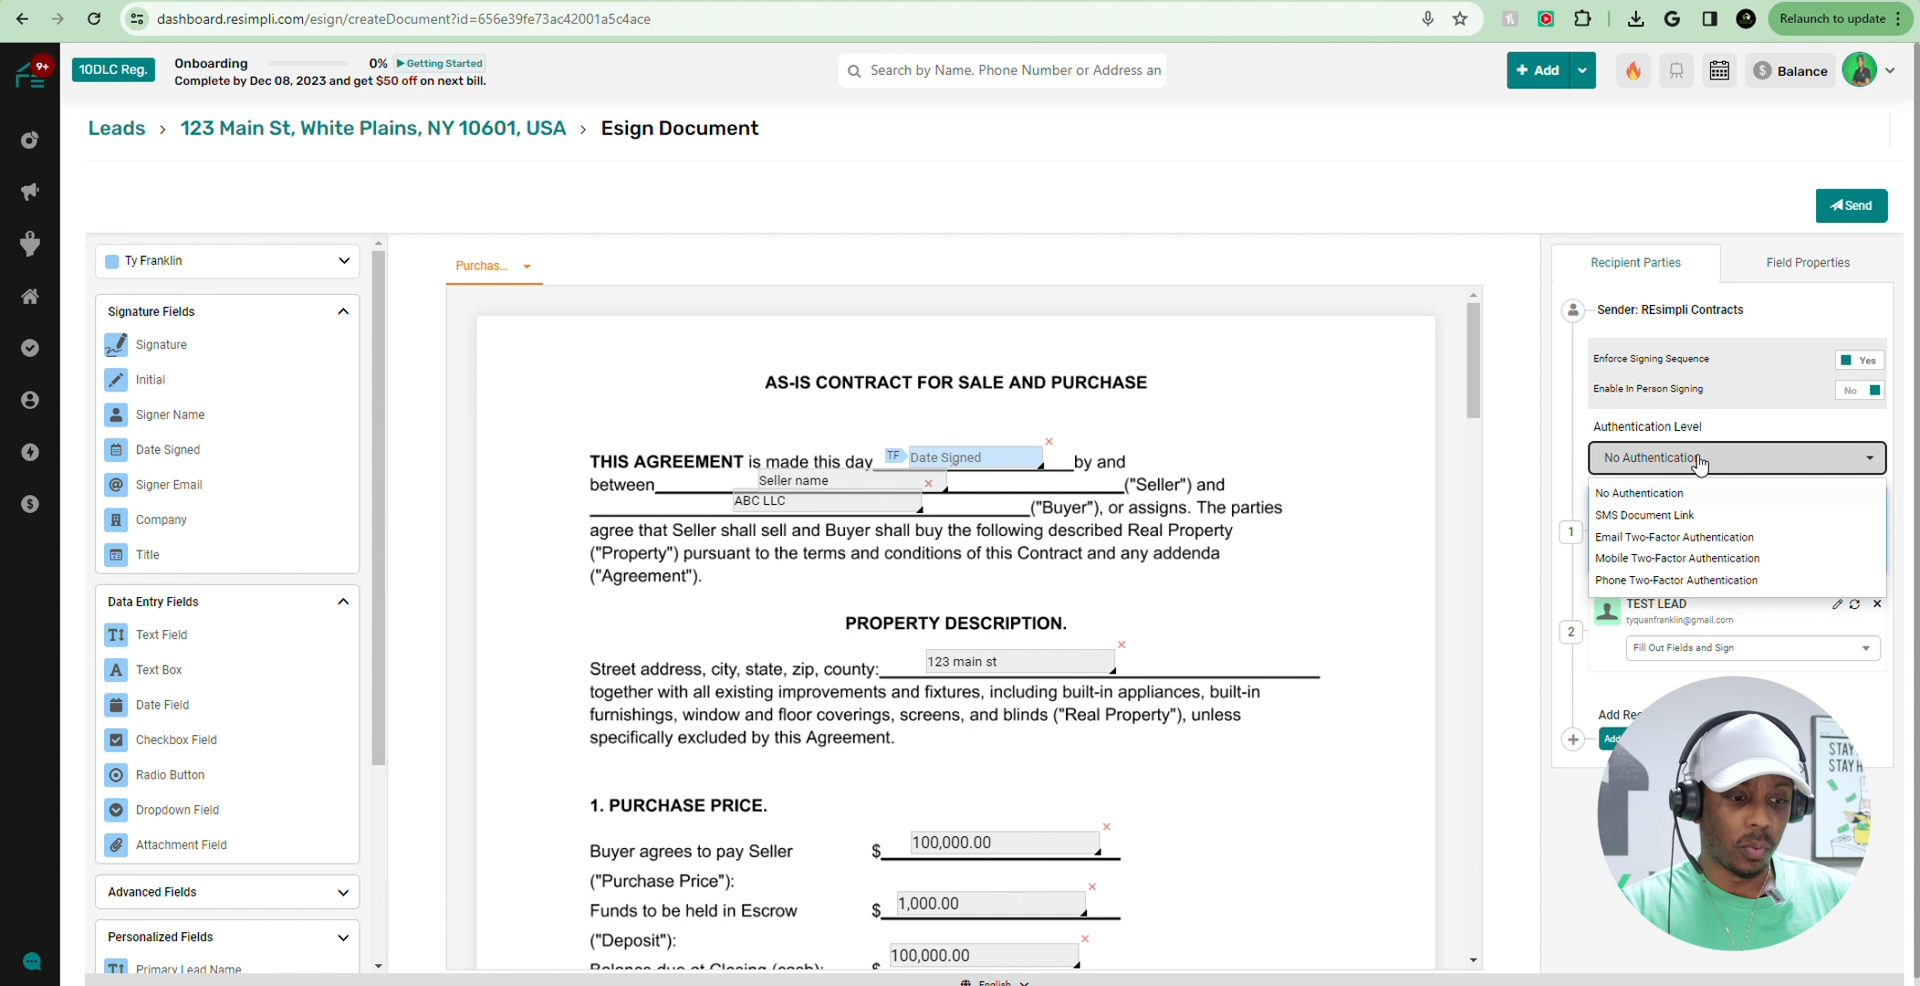 dashboard.resimpli.com/esign/createDocument?id=656e39fe73ac42001a5c4ace
Relaunch to update
9+
10DLC Reg.
Onboarding
0%
Getting Started
Complete by Dec 08, 2023 and get $50 off on next bill.
Search by Name, Phone Number or Address an
+ Add
$ Balance
Leads > 123 Main St, White Plains, NY 10601, USA > Esign Document
Send
Ty Franklin
Signature Fields
Signature
Initial
Signer Name
Date Signed
Signer Email
Company
Title
Data Entry Fields
Text Field
Text Box
Date Field
Checkbox Field
Radio Button
Dropdown Field
Attachment Field
Advanced Fields
Personalized Fields
Primary Lead Name
Purchas...
AS-IS CONTRACT FOR SALE AND PURCHASE
THIS AGREEMENT is made this day TF Date Signed by and
between Seller name ("Seller") and
ABC LLC ("Buyer"), or assigns. The parties
agree that Seller shall sell and Buyer shall buy the following described Real Property
("Property") pursuant to the terms and conditions of this Contract and any addenda
("Agreement").
PROPERTY DESCRIPTION.
Street address, city, state, zip, county: 123 main st
together with all existing improvements and fixtures, including built-in appliances, built-in
furnishings, window and floor coverings, screens, and blinds ("Real Property"), unless
specifically excluded by this Agreement.
1. PURCHASE PRICE.
Buyer agrees to pay Seller $ 100,000.00
("Purchase Price"):
Funds to be held in Escrow $ 1,000.00
("Deposit"):
Balance due at Closing (cash): $ 100,000.00
English
Recipient Parties
Field Properties
Sender: REsimpli Contracts
Enforce Signing Sequence
Yes
Enable In Person Signing
No
Authentication Level
No Authentication
No Authentication
SMS Document Link
Email Two-Factor Authentication
Mobile Two-Factor Authentication
Phone Two-Factor Authentication
1
TEST LEAD
tyquanfranklin@gmail.com
2
Fill Out Fields and Sign
Add
STAY
STAY H